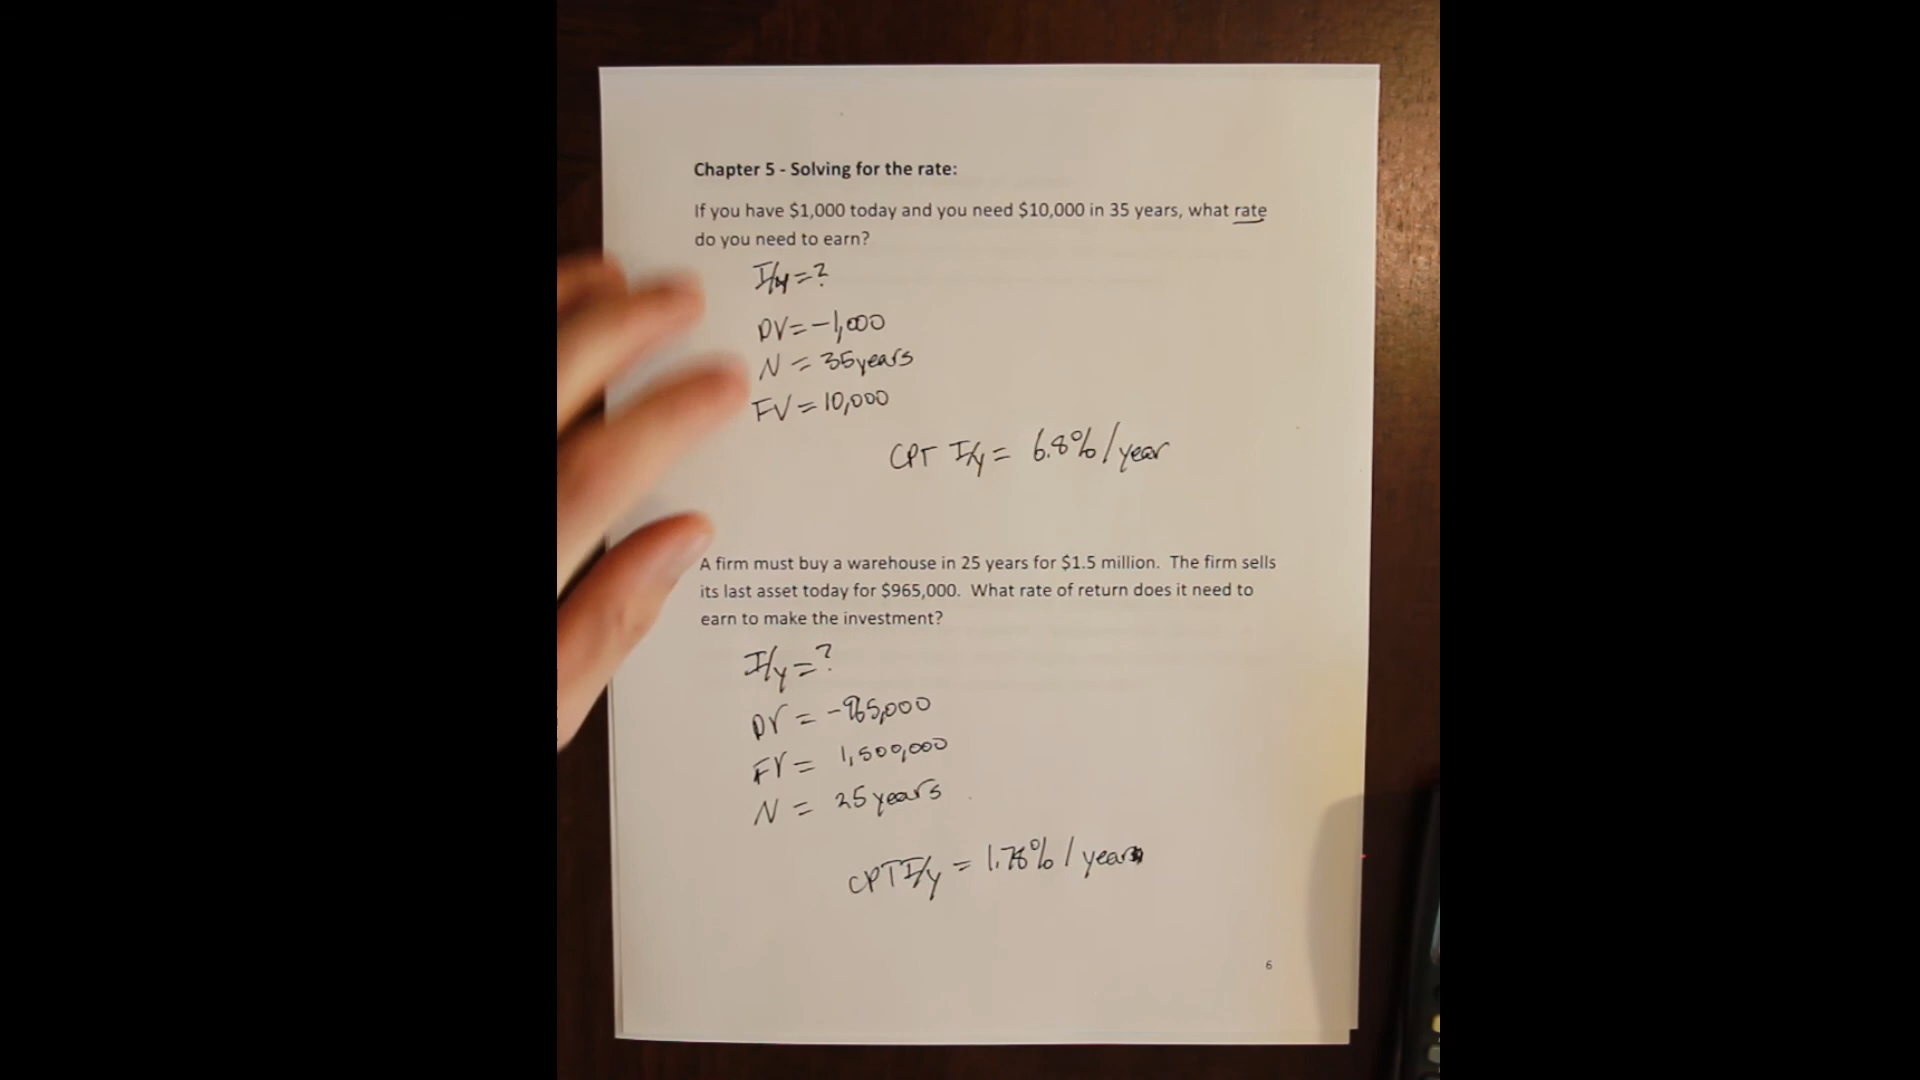 Chapter 5 - Solving for the rate:
If you have $1,000 today and you need $10,000 in 35 years, what rate
do you need to earn?
I/y = ?
PV = -1,000
N = 35 years
FV = 10,000
CPT I/y = 6.8% / year
A firm must buy a warehouse in 25 years for $1.5 million. The firm sells
its last asset today for $965,000. What rate of return does it need to
earn to make the investment?
I/y = ?
PV = -965,000
FV = 1,500,000
N = 25 years
CPT I/y = 1.78% / year
6